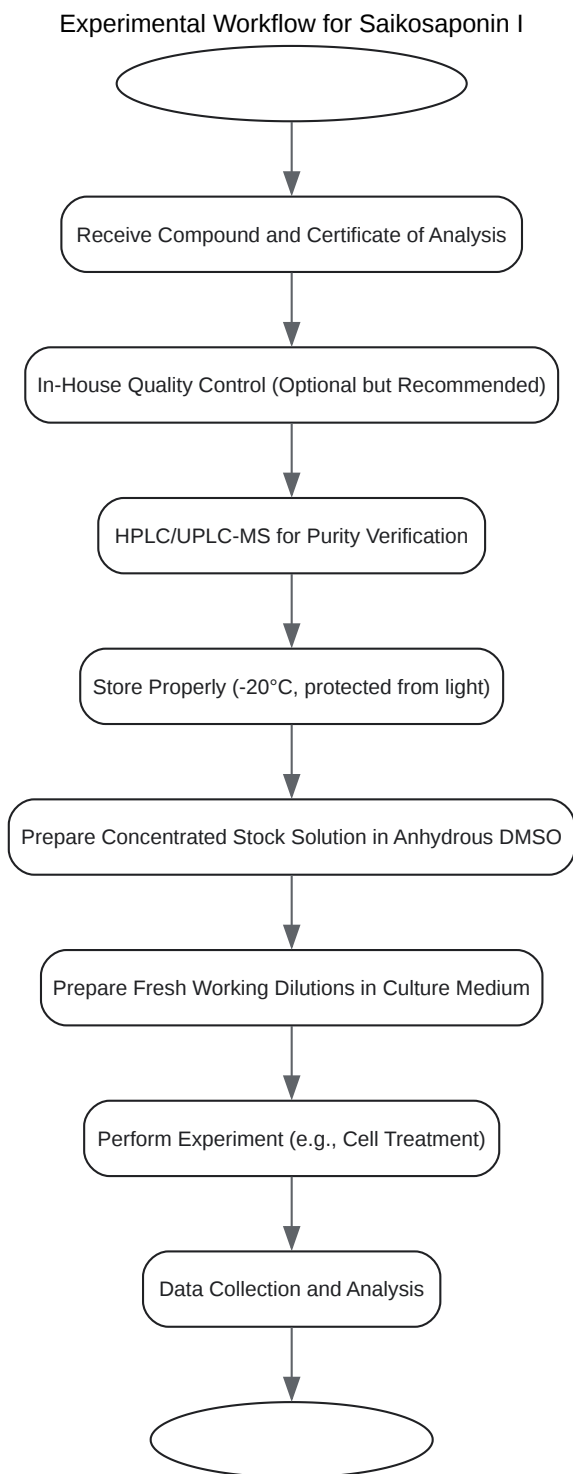 Experimental Workflow for Saikosaponin I
Receive Compound and Certificate of Analysis
In-House Quality Control (Optional but Recommended)
HPLC/UPLC-MS for Purity Verification
Store Properly (-20°C, protected from light)
Prepare Concentrated Stock Solution in Anhydrous DMSO
Prepare Fresh Working Dilutions in Culture Medium
Perform Experiment (e.g., Cell Treatment)
Data Collection and Analysis